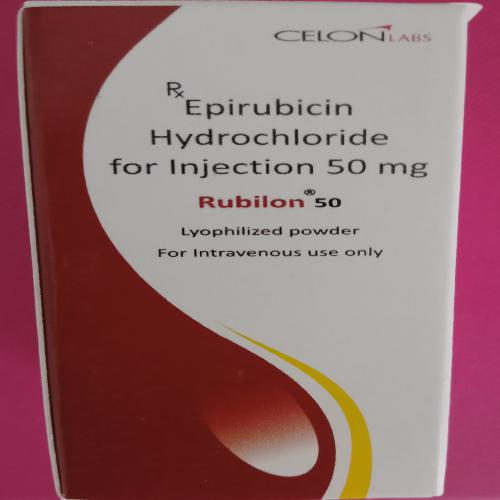 CELON LABS
Rx Epirubicin
Hydrochloride
for Injection 50 mg
Rubilon® 50
Lyophilized powder
For Intravenous use only